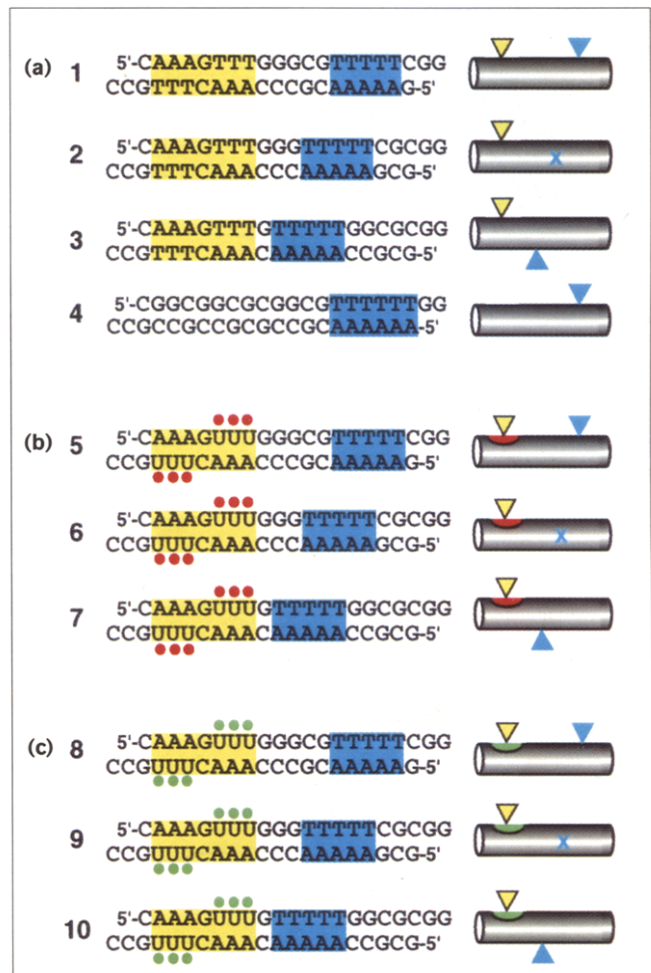 (a) 1
5'-CAAAGTTTGGGCGTTTTTCGG
CCGTTTCAAACCCGCAAAAAG-5'
2
5'-CAAAGTTTGGGTTTTTCGCGG
CCGTTTCAAACCCAAAAAGCG-5'
x
3
5'-CAAAGTTTGTTTTTGGCGCGG
CCGTTTCAAACAAAAACCGCG-5'
4
5'-CGGCGGCGCGGCGTTTTTTGG
CCGCCGCCGCGCCGCAAAAAA-5'
(b) 5
5'-CAAAGUUUGGGCGTTTTTCGG
CCGUUUCAAACCCGCAAAAAG-5'
6
5'-CAAAGUUUGGGTTTTTCGCGG
CCGUUUCAAACCCAAAAAGCG-5'
x
7
5'-CAAAGUUUGTTTTTGGCGCGG
CCGUUUCAAACAAAAACCGCG-5'
(c) 8
5'-CAAAGUUUGGGCGTTTTTCGG
CCGUUUCAAACCCGCAAAAAG-5'
9
5'-CAAAGUUUGGGTTTTTCGCGG
CCGUUUCAAACCCAAAAAGCG-5'
x
10
5'-CAAAGUUUGTTTTTGGCGCGG
CCGUUUCAAACAAAAACCGCG-5'